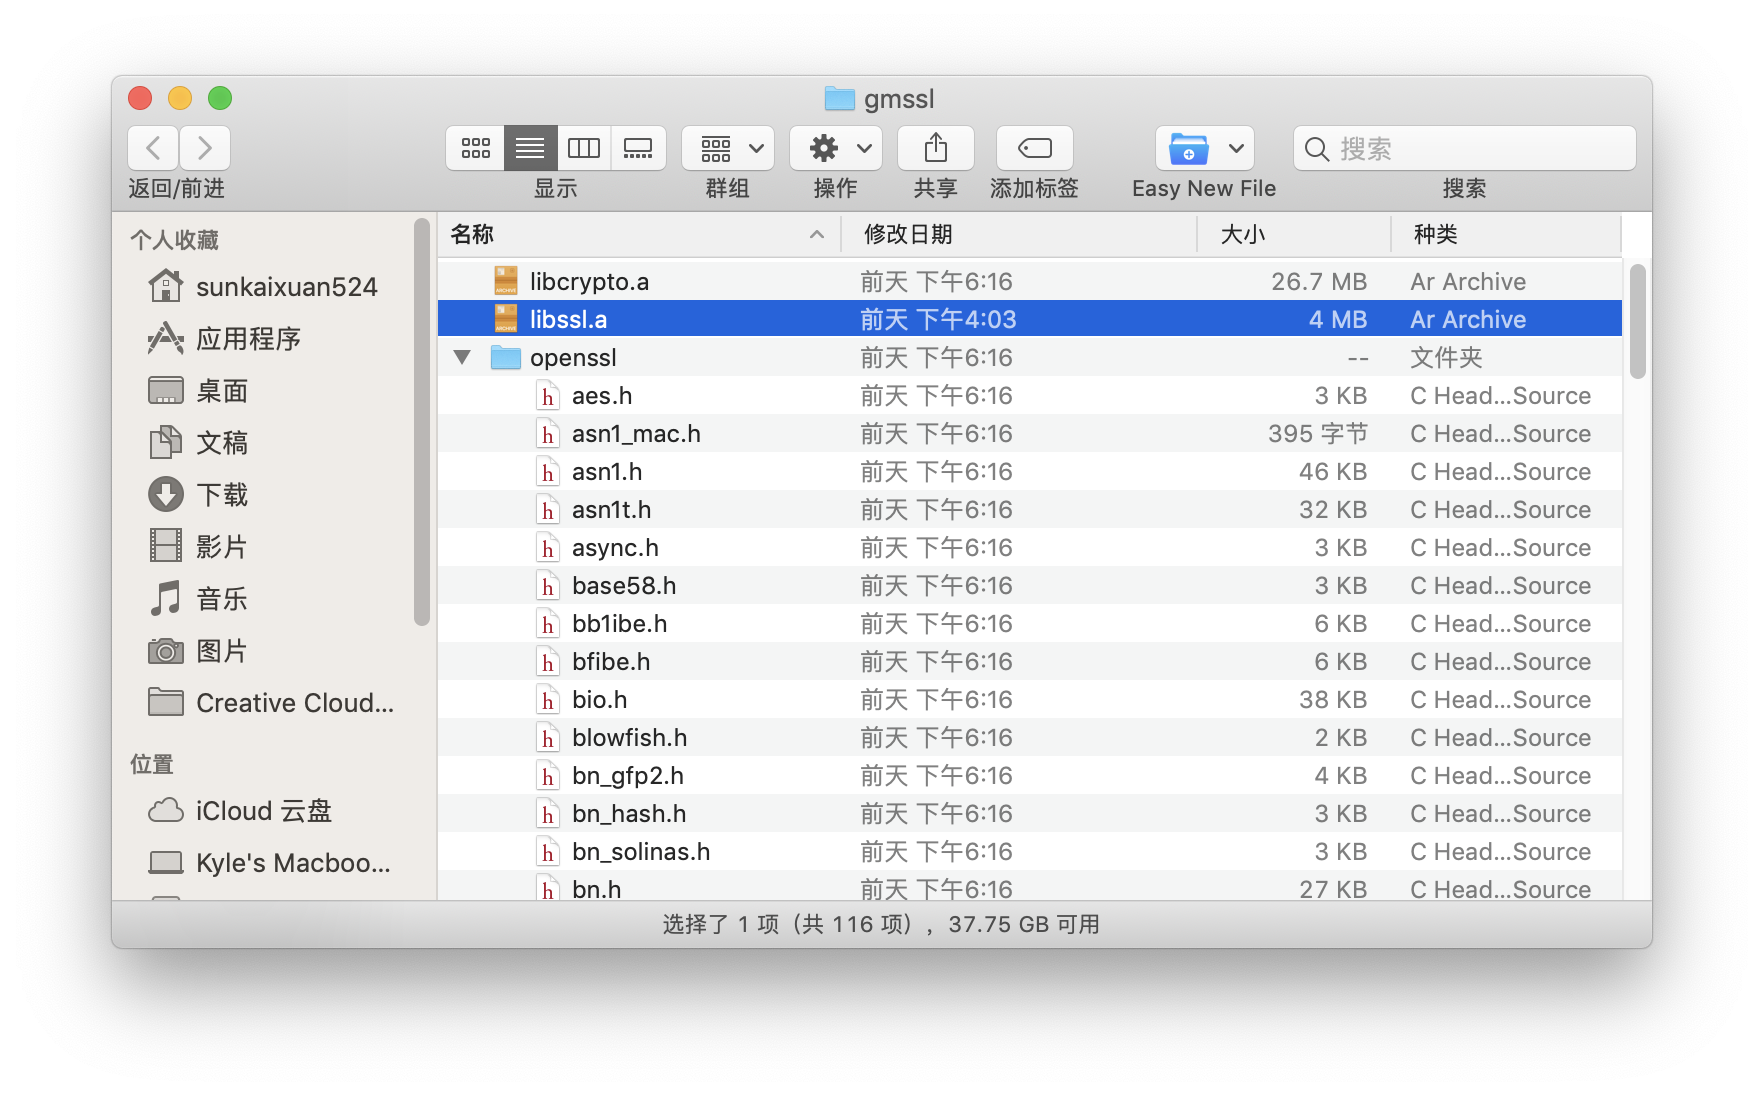 gmssl
搜索
返回/前进
显示
群组
操作
共享
添加标签
Easy New File
搜索
个人收藏
sunkaixuan524
应用程序
桌面
文稿
下载
影片
音乐
图片
Creative Cloud...
位置
iCloud 云盘
Kyle's Macboo...
名称 修改日期 大小 种类
libcrypto.a 前天 下午6:16 26.7 MB Ar Archive
libssl.a 前天 下午4:03 4 MB Ar Archive
openssl 前天 下午6:16 -- 文件夹
aes.h 前天 下午6:16 3 KB C Head...Source
asn1_mac.h 前天 下午6:16 395 字节 C Head...Source
asn1.h 前天 下午6:16 46 KB C Head...Source
asn1t.h 前天 下午6:16 32 KB C Head...Source
async.h 前天 下午6:16 3 KB C Head...Source
base58.h 前天 下午6:16 3 KB C Head...Source
bb1ibe.h 前天 下午6:16 6 KB C Head...Source
bfibe.h 前天 下午6:16 6 KB C Head...Source
bio.h 前天 下午6:16 38 KB C Head...Source
blowfish.h 前天 下午6:16 2 KB C Head...Source
bn_gfp2.h 前天 下午6:16 4 KB C Head...Source
bn_hash.h 前天 下午6:16 3 KB C Head...Source
bn_solinas.h 前天 下午6:16 3 KB C Head...Source
bn.h 前天 下午6:16 27 KB C Head...Source
选择了 1 项（共 116 项），37.75 GB 可用